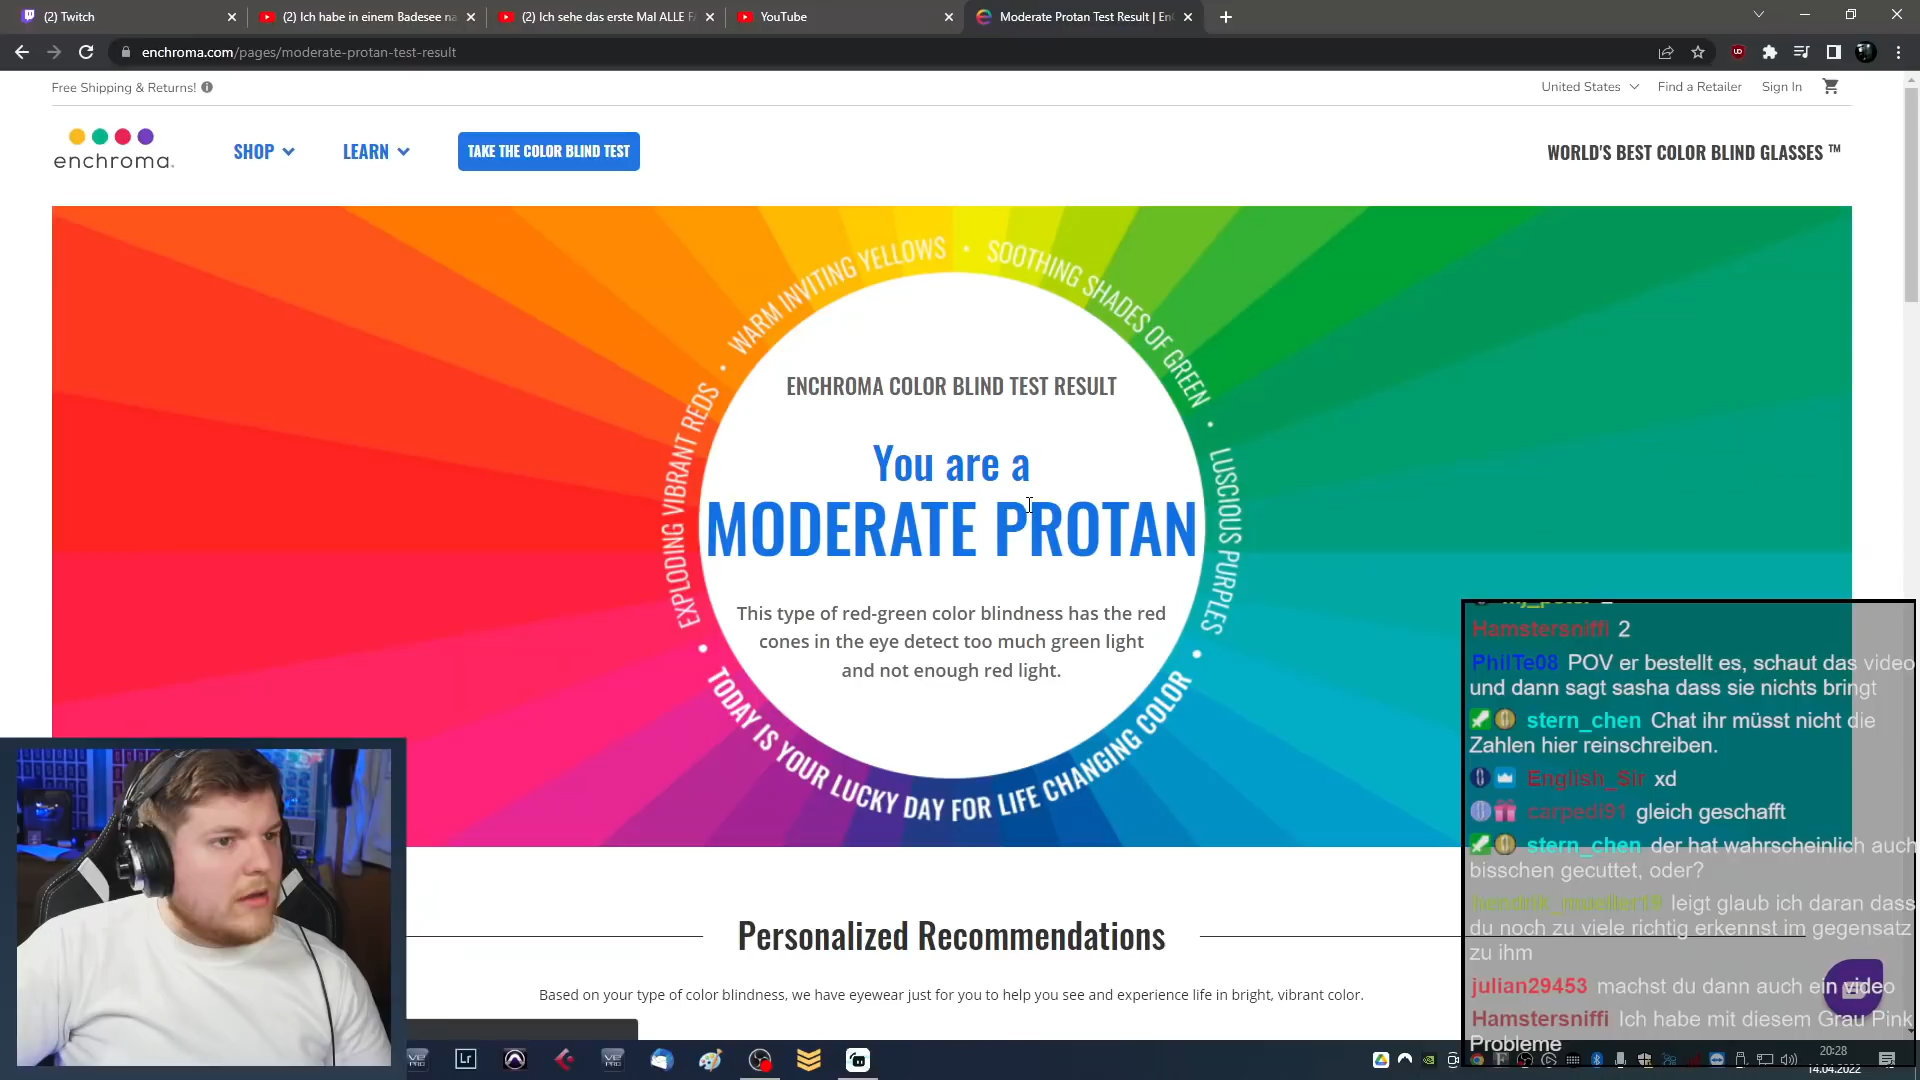 (2) Twitch
(2) Ich habe in einem Badesee na
(2) Ich sehe das erste Mal ALLE FA
YouTube
Moderate Protan Test Result | En
enchroma.com/pages/moderate-protan-test-result
Free Shipping & Returns!
United States
Find a Retailer
Sign In
enchroma.
SHOP
LEARN
TAKE THE COLOR BLIND TEST
WORLD'S BEST COLOR BLIND GLASSES ™
EXPLODING VIBRANT REDS • WARM INVITING YELLOWS • SOOTHING SHADES OF GREEN • LUSCIOUS PURPLES •
ENCHROMA COLOR BLIND TEST RESULT
You are a
MODERATE PROTAN
This type of red-green color blindness has the red
cones in the eye detect too much green light
and not enough red light.
TODAY IS YOUR LUCKY DAY FOR LIFE CHANGING COLOR •
Personalized Recommendations
Based on your type of color blindness, we have eyewear just for you to help you see and experience life in bright, vibrant color.
Hamstersniffi 2
PhilTe08 POV er bestellt es, schaut das video
und dann sagt sasha dass sie nichts bringt
stern_chen Chat ihr müsst nicht die
Zahlen hier reinschreiben.
English_Sir xd
carpedi91 gleich geschafft
stern_chen der hat wahrscheinlich auch
bisschen gecuttet, oder?
leigt glaub ich daran dass
du noch zu viele richtig erkennst im gegensatz
zu ihm
julian29453 machst du dann auch ein video
Hamstersniffi Ich habe mit diesem Grau Pink
Probleme
Lr
20:28
14.04.2022